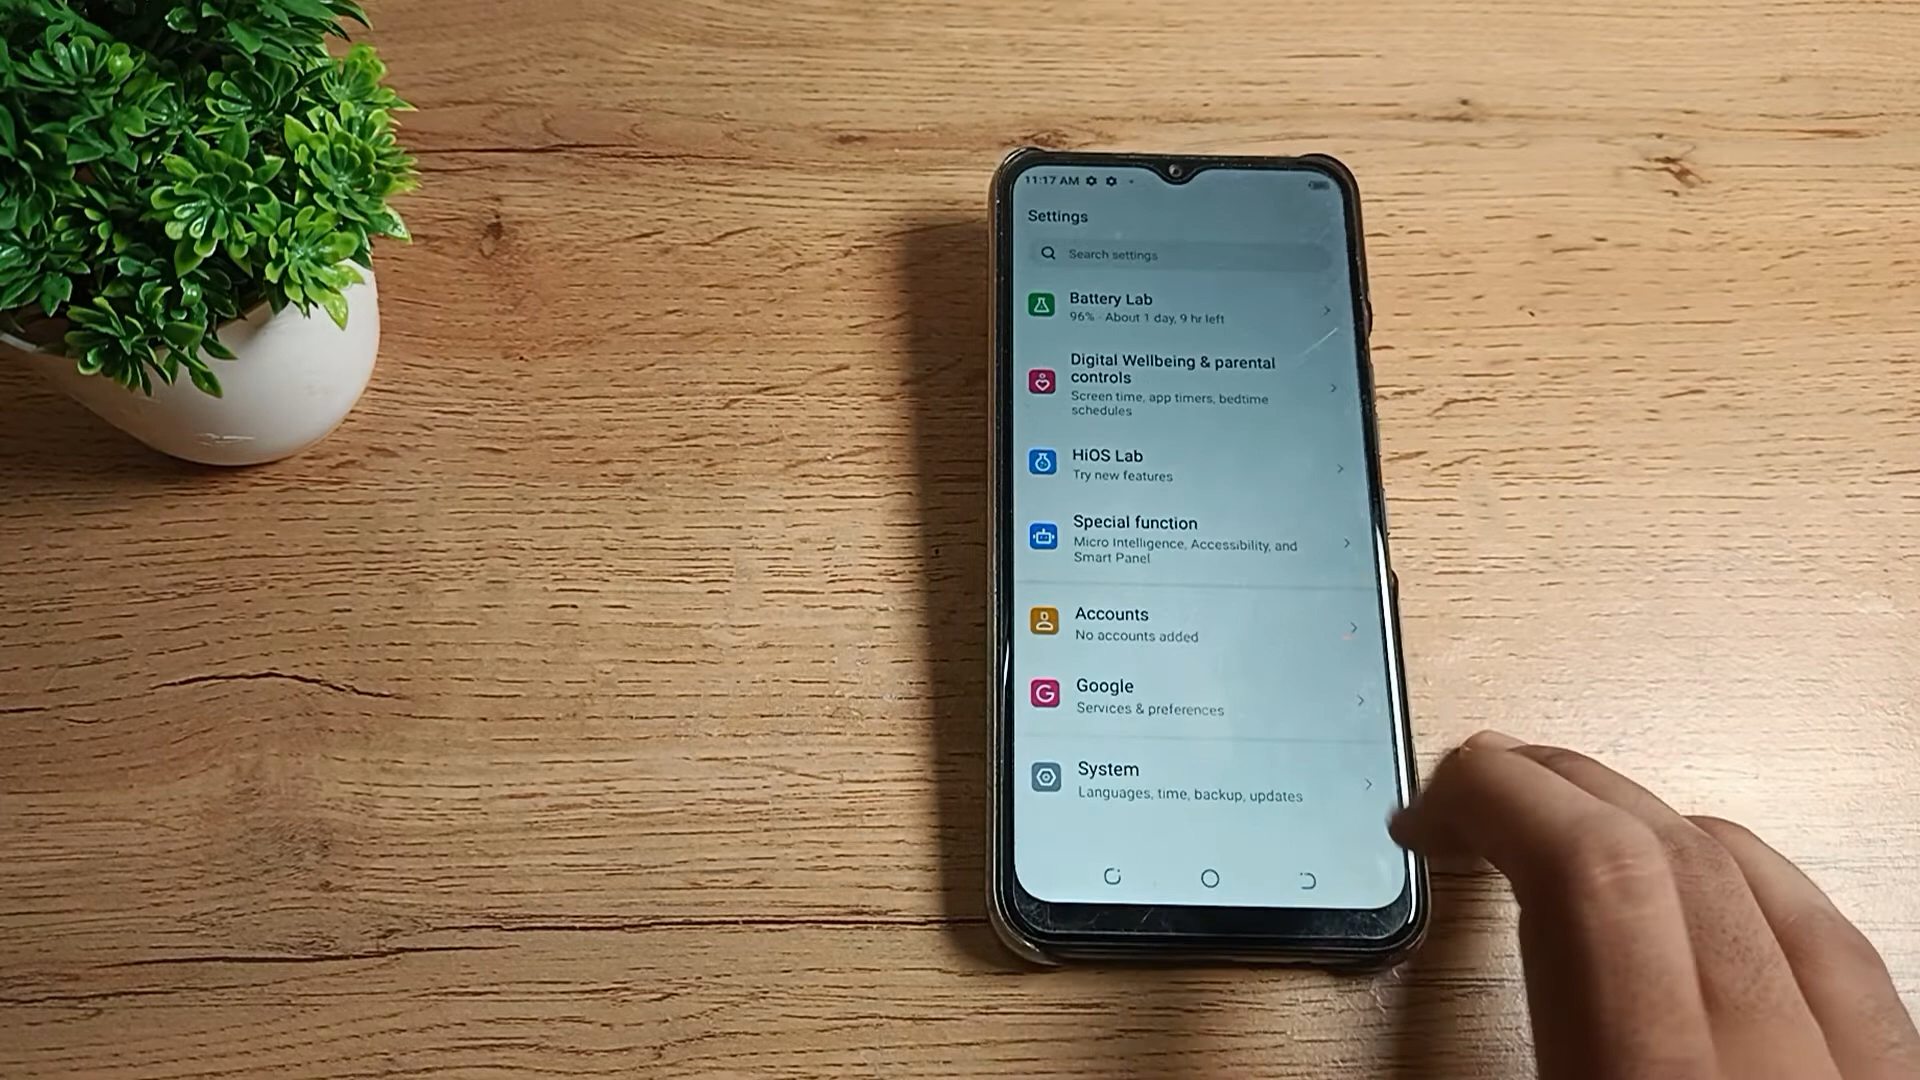 11:17 AM
Settings
Search settings
Battery Lab
96% - About 1 day, 9 hr left
Digital Wellbeing & parental
controls
Screen time, app timers, bedtime
schedules
HiOS Lab
Try new features
Special function
Micro Intelligence, Accessibility, and
Smart Panel
Accounts
No accounts added
Google
Services & preferences
System
Languages, time, backup, updates